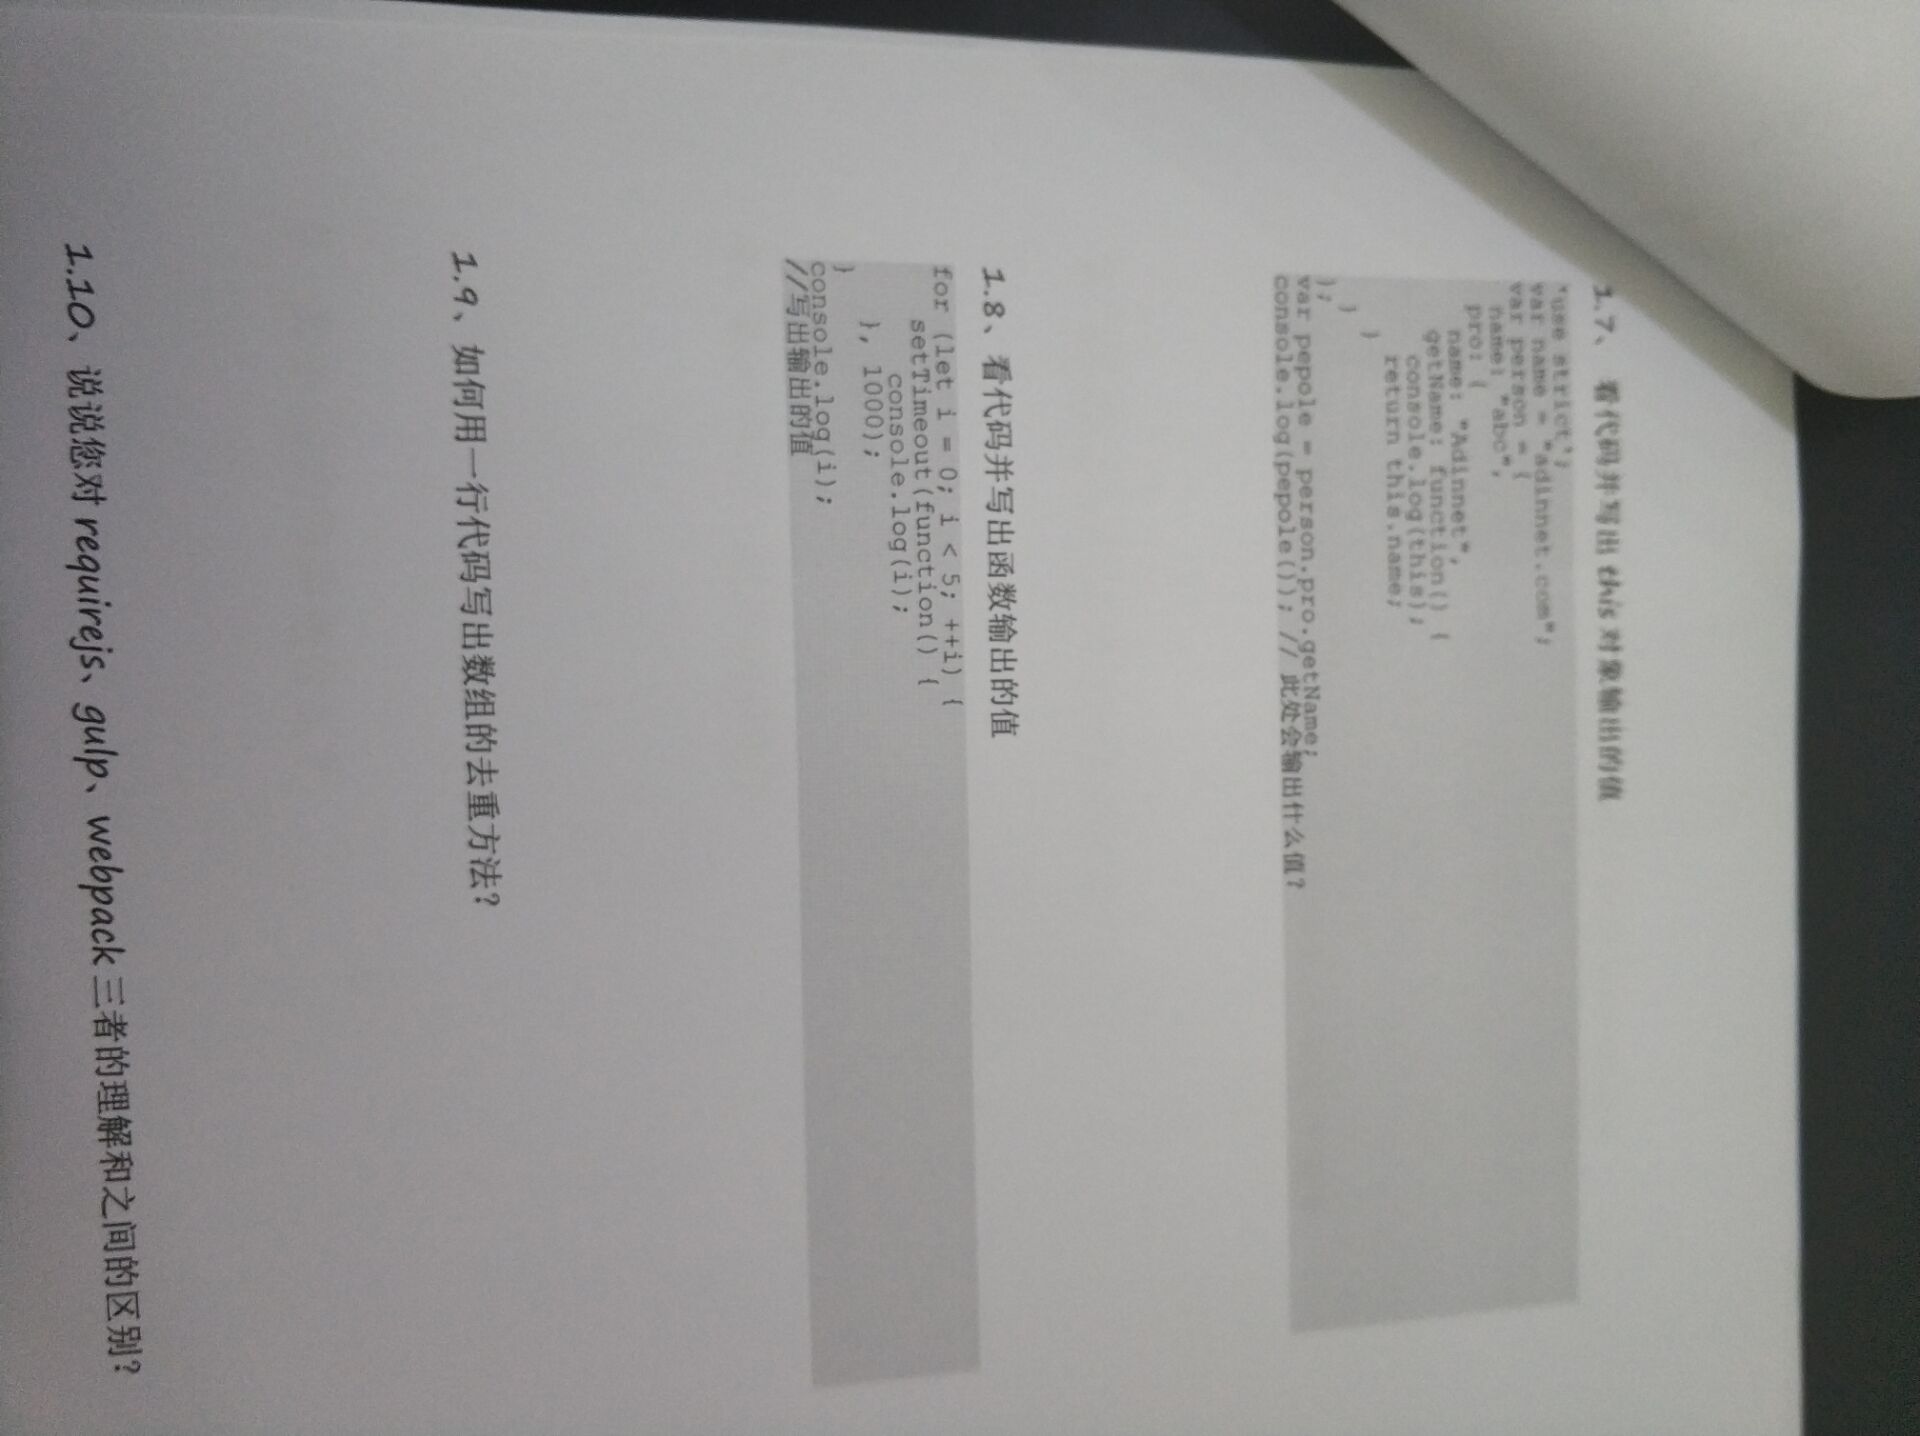 1.7、看代码并写出 this 对象输出的值
'use strict';
var name = "adinnet.com";
var person = {
name: "abc",
pro: {
name: "Adinnet",
getName: function() {
console.log(this);
return this.name;
}
}
};
var pepole = person.pro.getName;
console.log(pepole()); // 此处会输出什么值?
1.8、看代码并写出函数输出的值
for (let i = 0; i < 5; ++i) {
setTimeout(function() {
console.log(i);
}, 1000);
}
console.log(i);
//写出输出的值
1.9、如何用一行代码写出数组的去重方法?
1.10、说说您对 requirejs、gulp、webpack 三者的理解和之间的区别?